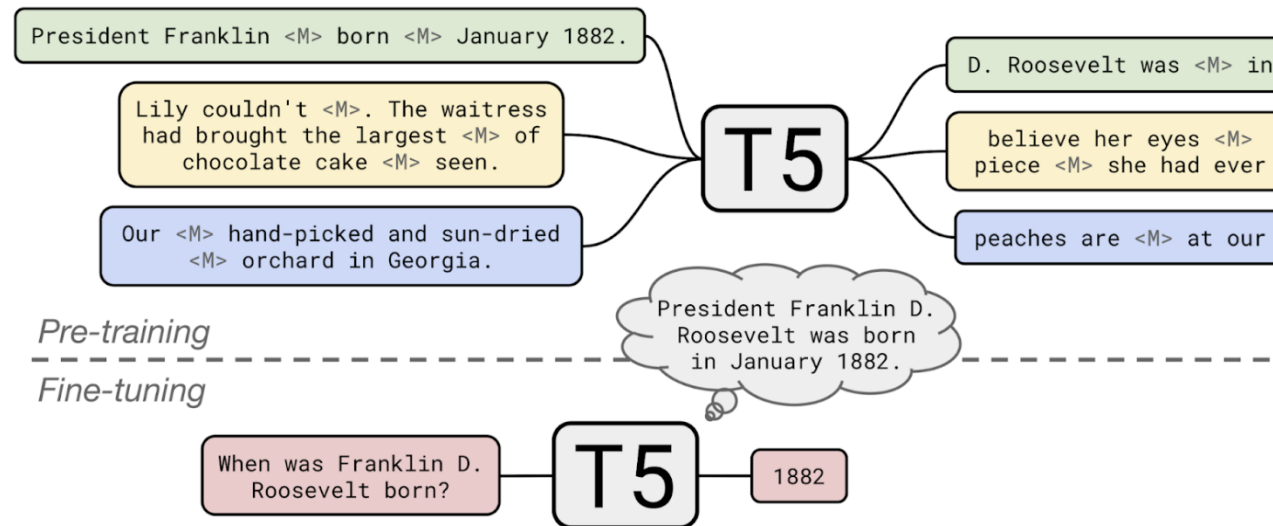 President Franklin <M> born <M> January 1882.
D. Roosevelt was <M> in
Lily couldn't <M>. The waitress
had brought the largest <M> of
chocolate cake <M> seen.
T5
believe her eyes <M>
piece <M> she had ever
Our <M> hand-picked and sun-dried
<M> orchard in Georgia.
peaches are <M> at our
President Franklin D.
Roosevelt was born
in January 1882.
Pre-training
Fine-tuning
When was Franklin D.
Roosevelt born?
T5
1882